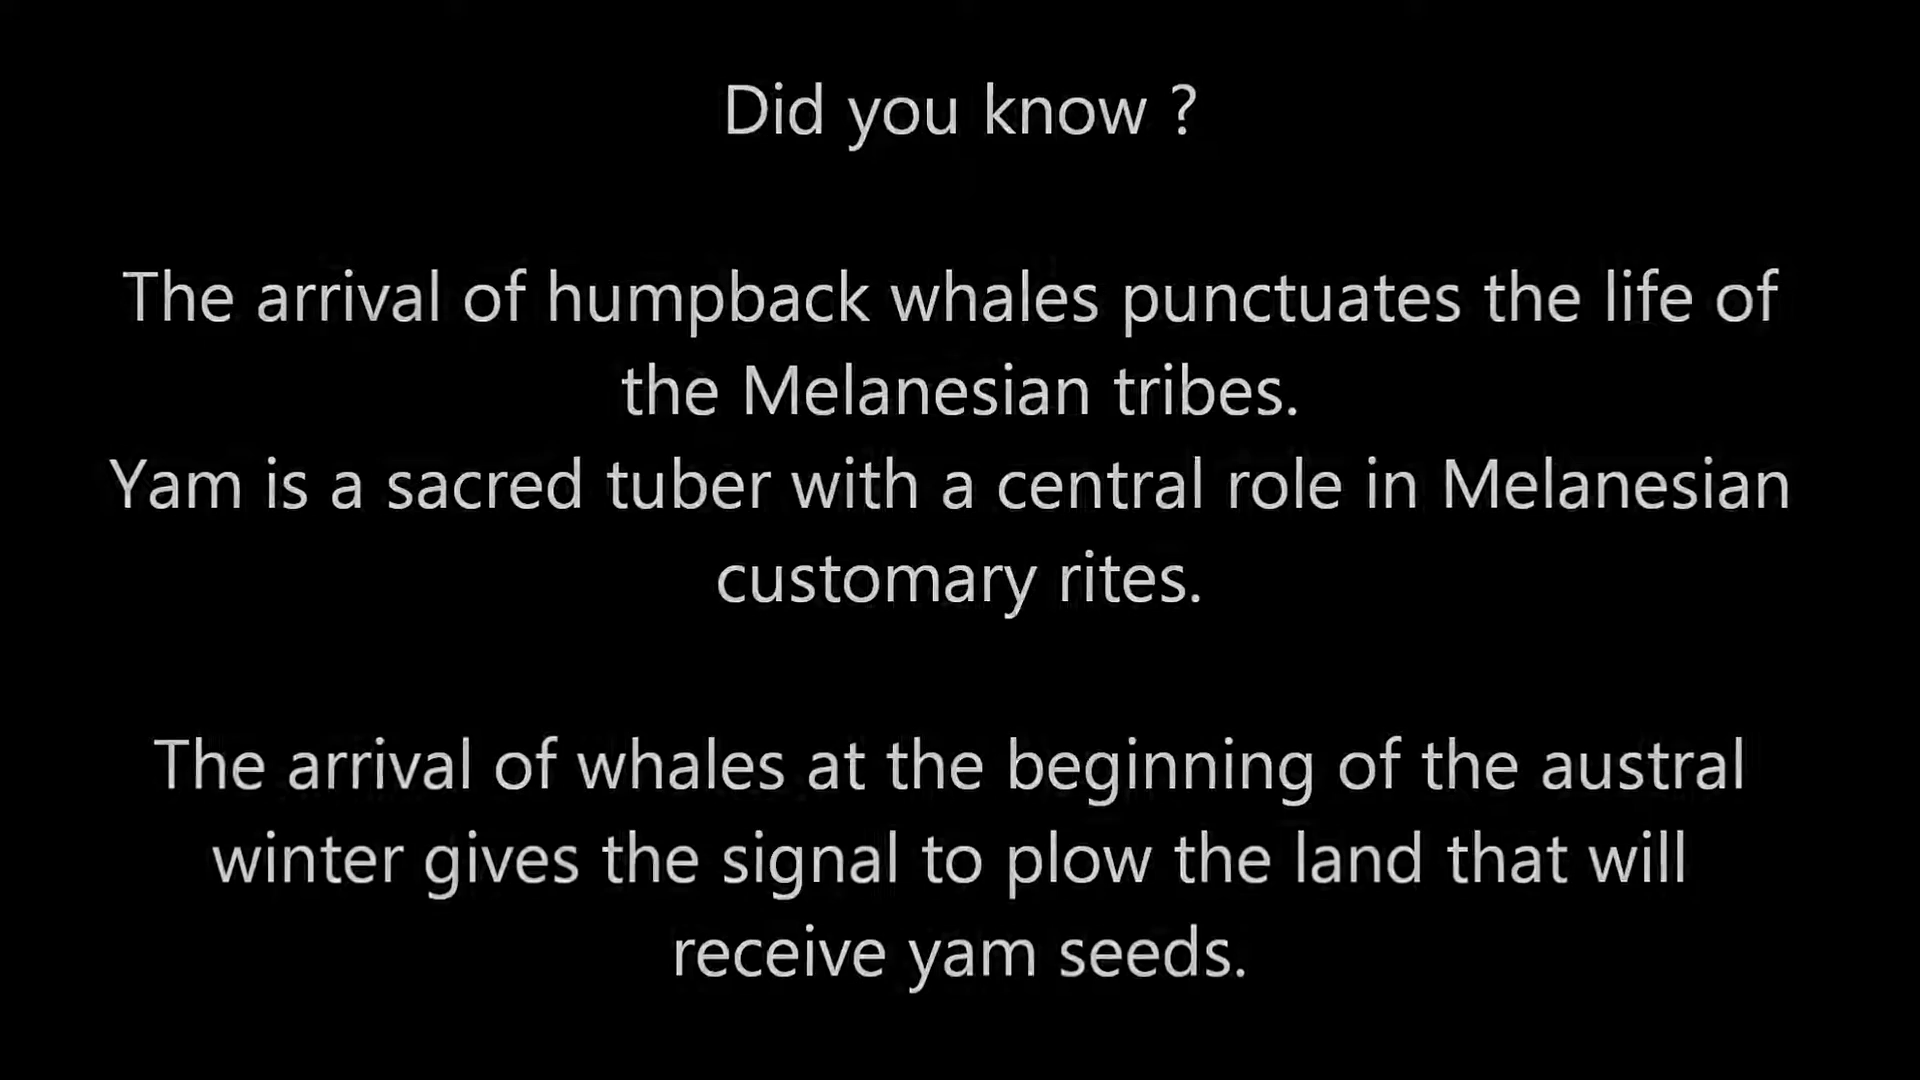 Did you know ?
The arrival of humpback whales punctuates the life of
the Melanesian tribes.
Yam is a sacred tuber with a central role in Melanesian
customary rites.
The arrival of whales at the beginning of the austral
winter gives the signal to plow the land that will
receive yam seeds.